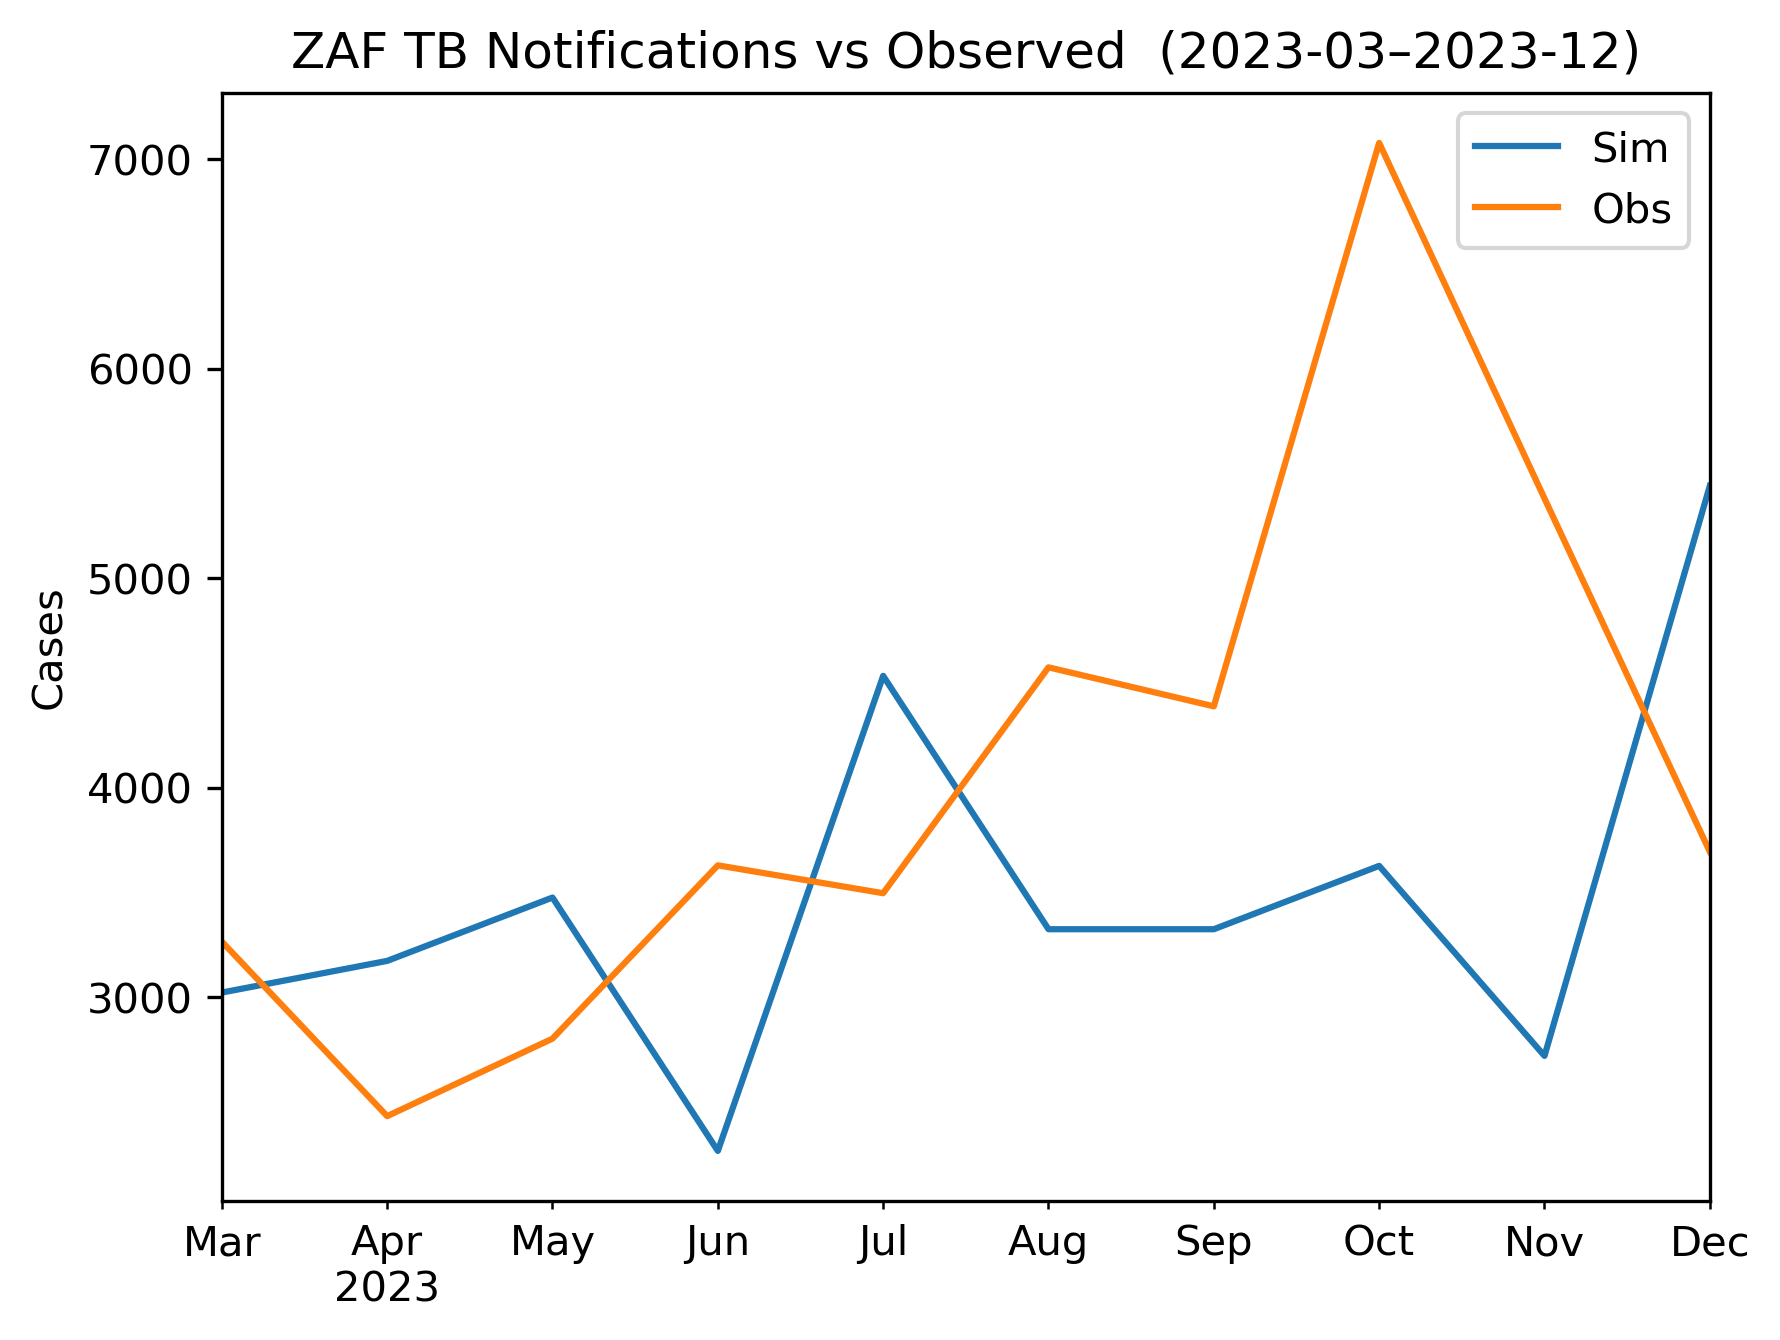 ZAF TB Notifications vs Observed  (2023-03–2023-12)
Sim
Obs
7000
6000
5000
4000
3000
Cases
Mar Apr May Jun Jul Aug Sep Oct Nov Dec
2023